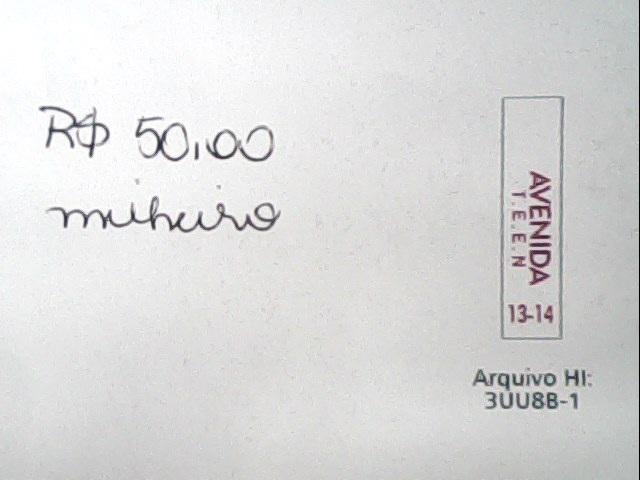 R$ 50,00
milheiro
AVENIDA
T.E.E.N
13-14
Arquivo HI:
3UU8B-1